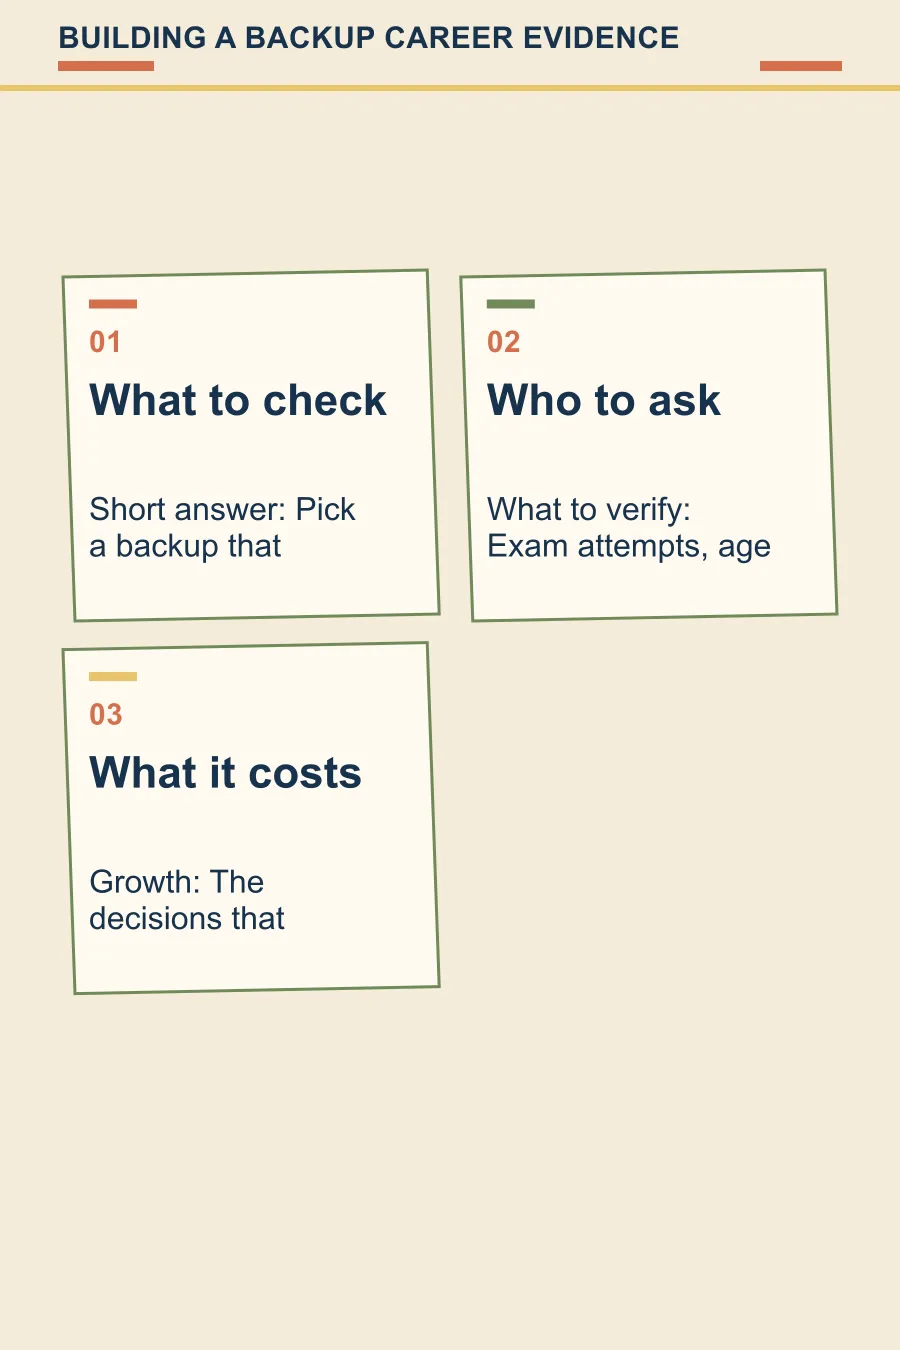 BUILDING A BACKUP CAREER EVIDENCE
01
What to check
Short answer: Pick
a backup that
02
Who to ask
What to verify:
Exam attempts, age
03
What it costs
Growth: The
decisions that